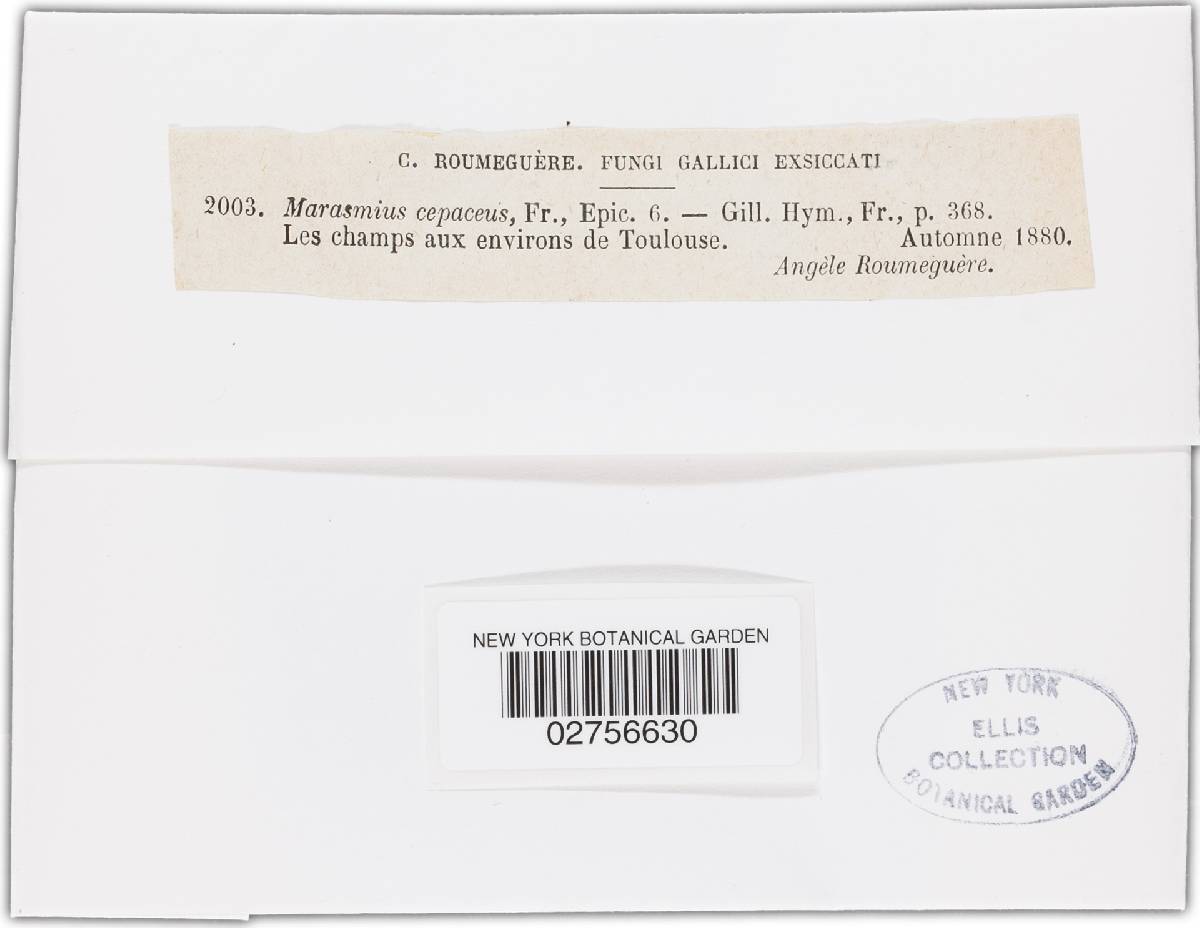 C. ROUMEGUÈRE. FUNGI GALLICI EXSICCATI
2003. Marasmius cepaceus, Fr., Epic. 6. — Gill. Hym., Fr., p. 368.
Les champs aux environs de Toulouse. Automne 1880.
Angèle Roumeguère.
NEW YORK BOTANICAL GARDEN
02756630
NEW YORK
ELLIS
COLLECTION
BOTANICAL GARDEN